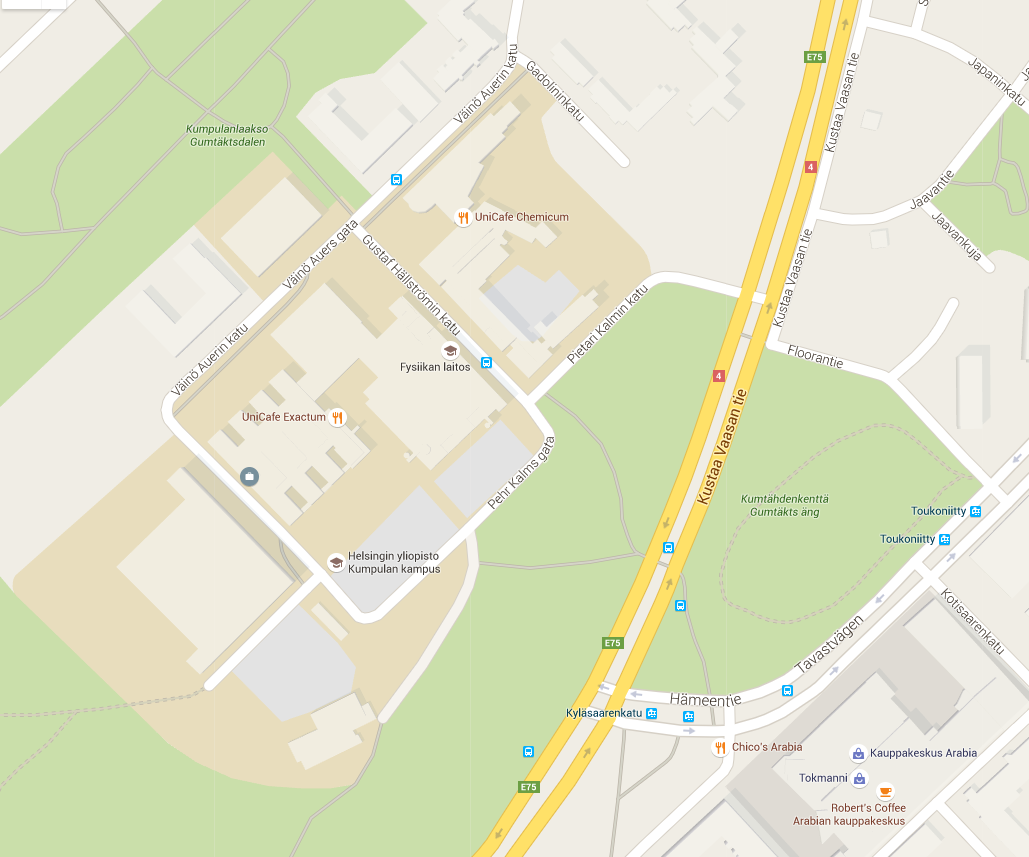 E75
Japaninkatu
Gadolininkatu
Väinö Auerin katu
Kustaa Vaasan tie
Kumpulanlaakso
Gumtäktsdalen
4
Jaavantie
UniCafe Chemicum
Jaavankuja
Väinö Auers gata
Gustaf Hällströmin katu
Kustaa Vaasan tie
Pietari Kalmin katu
Väinö Auerin katu
Floorantie
Fysiikan laitos
4
UniCafe Exactum
Kustaa Vaasan tie
Pehr Kalms gata
Kumtähdenkenttä
Gumtäkts äng
Toukoniitty
Toukoniitty
Helsingin yliopisto
Kumpulan kampus
Kotisaarenkatu
Tavastvägen
E75
Hämeentie
Kyläsaarenkatu
Chico's Arabia
Kauppakeskus Arabia
Tokmanni
E75
Robert's Coffee
Arabian kauppakeskus